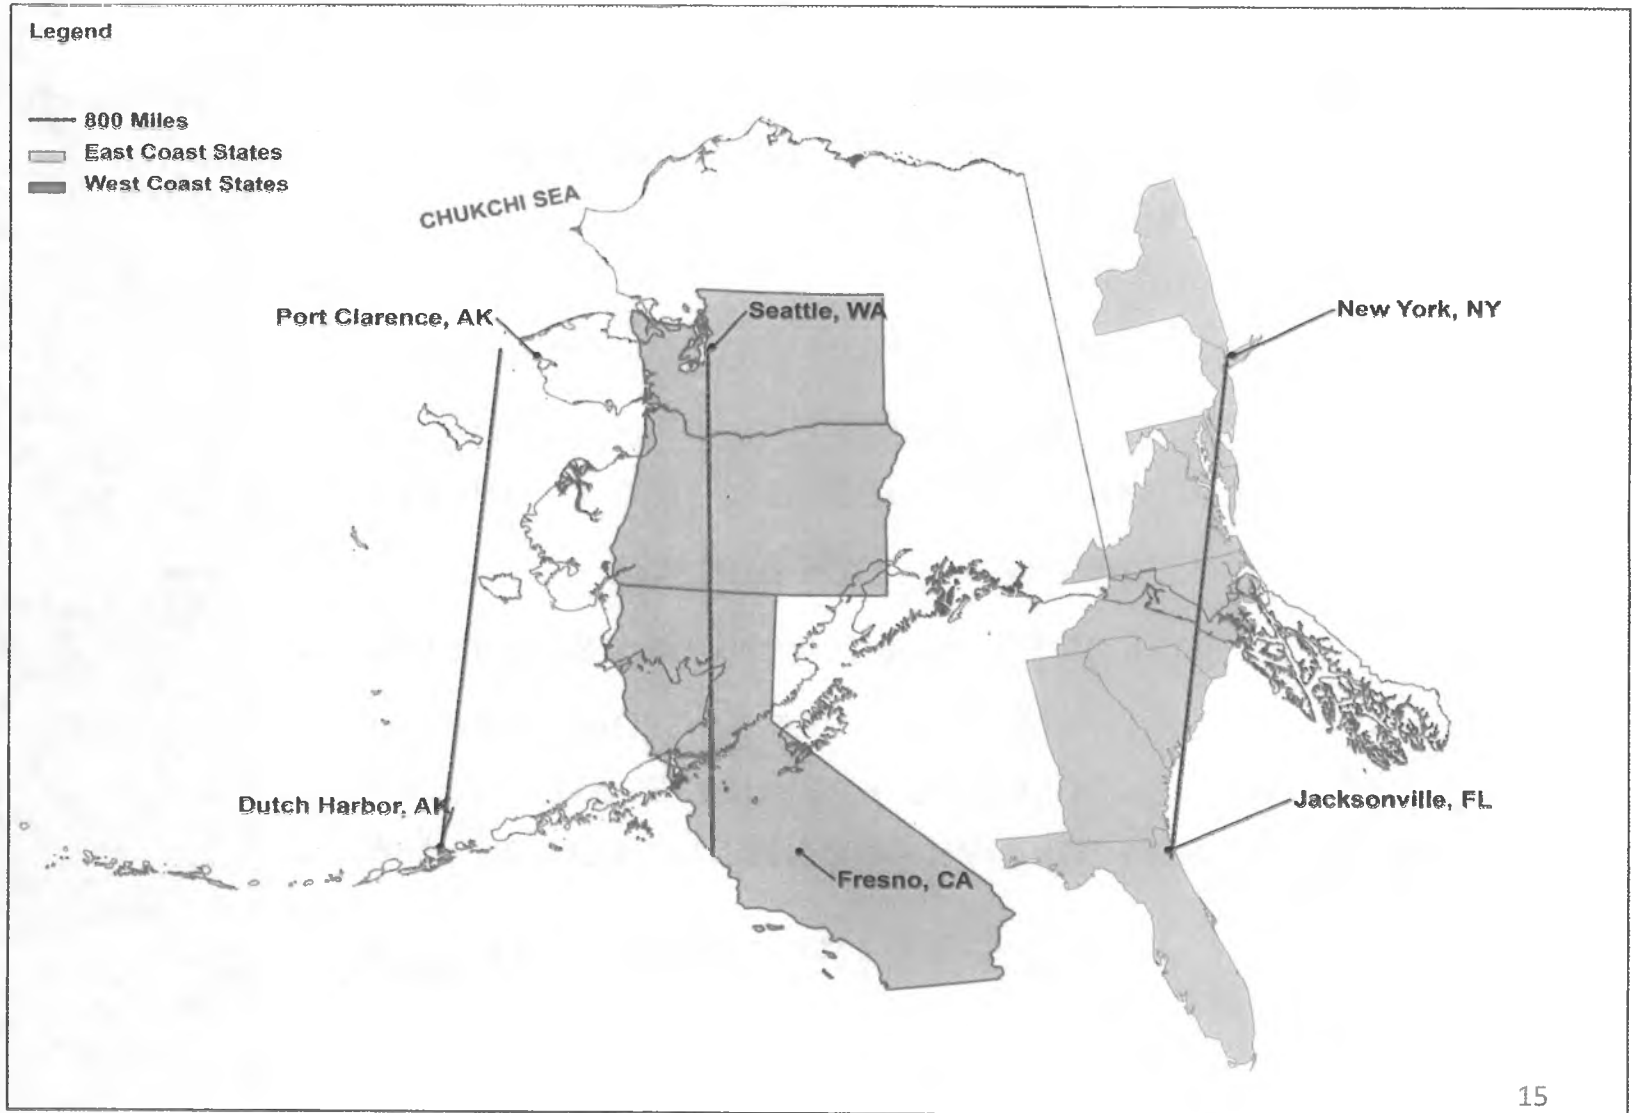 Legend
800 Miles
East Coast States
West Coast States
CHUKCHI SEA
Port Clarence, AK
Seattle, WA
New York, NY
Dutch Harbor, AK
Jacksonville, FL
Fresno, CA
15